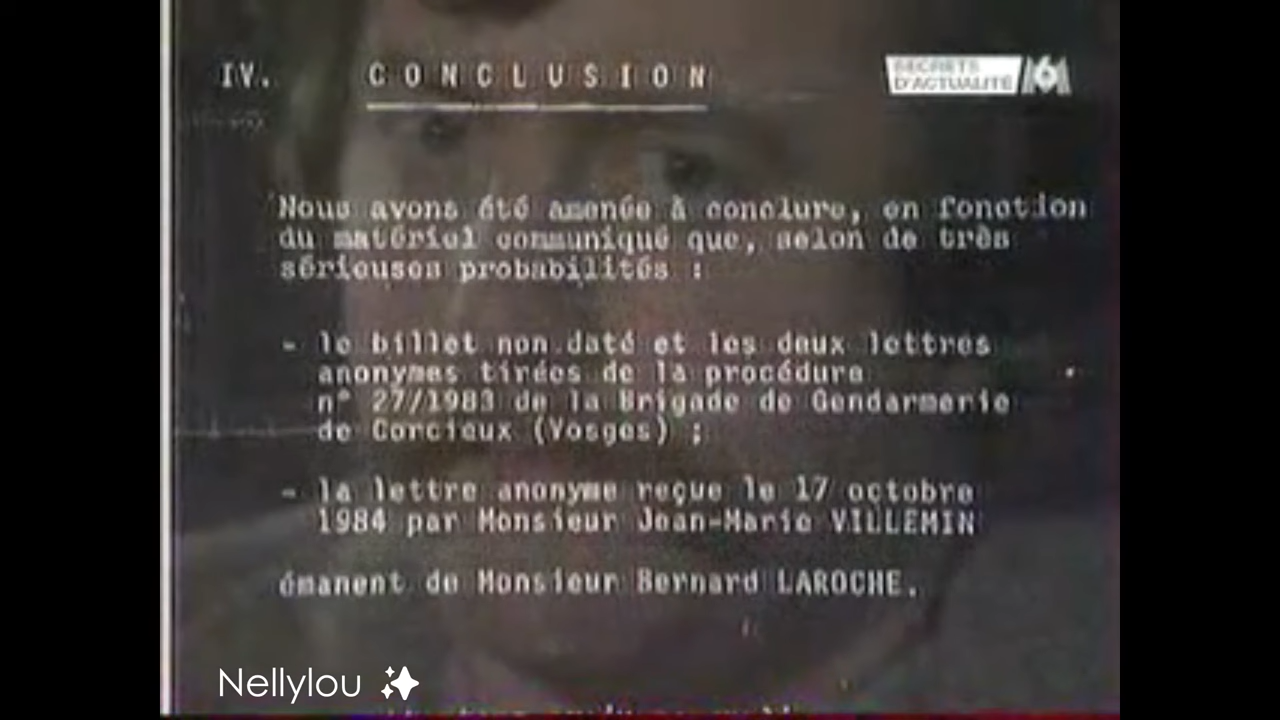 IV. CONCLUSION
SECRETS
D'ACTUALITÉ M6
Nous avons été amenée à conclure, en fonction
du matériel communiqué que, selon de très
sérieuses probabilités :
- le billet non daté et les deux lettres
anonymes tirées de la procédure
n° 27/1983 de la Brigade de Gendarmerie
de Corcieux (Vosges) ;
- la lettre anonyme reçue le 17 octobre
1984 par Monsieur Jean-Marie VILLEMIN
émanent de Monsieur Bernard LAROCHE.
Nellylou